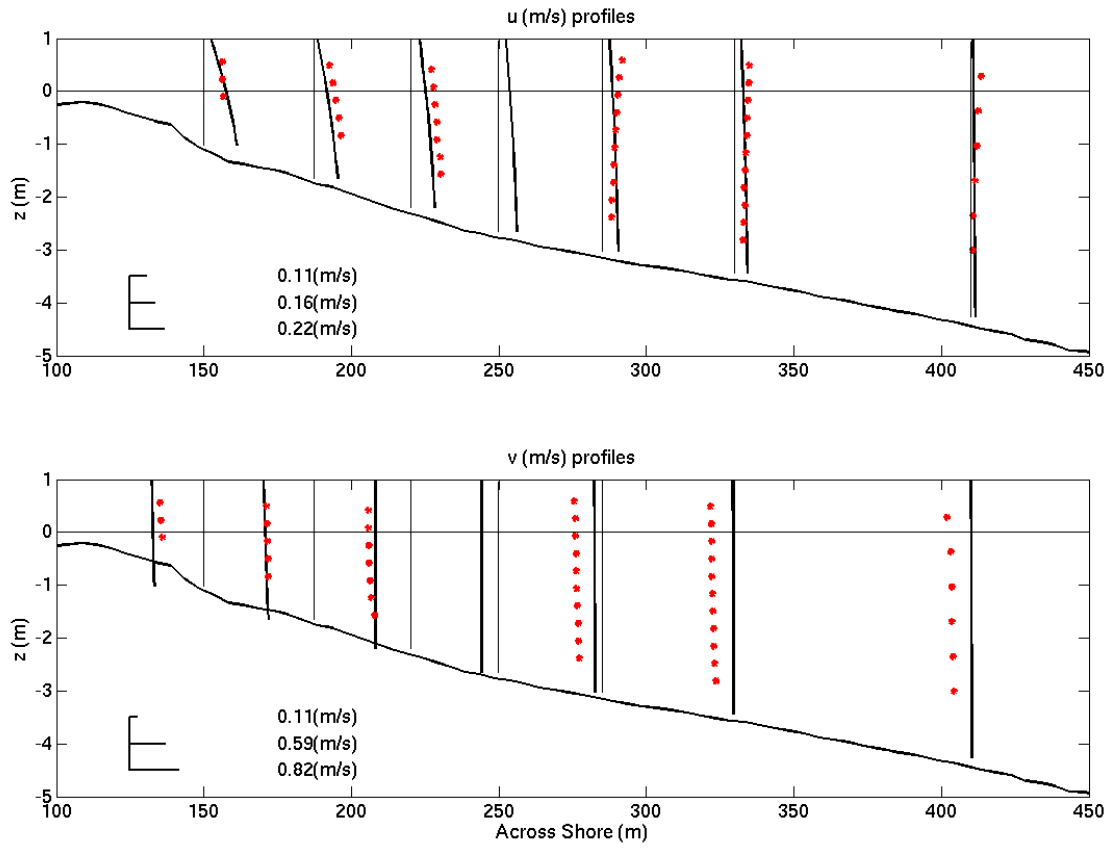 u (m/s) profiles
1
0
-1
-2
-3
-4
-5
z (m)
0.11(m/s)
0.16(m/s)
0.22(m/s)
100 150 200 250 300 350 400 450
v (m/s) profiles
1
0
-1
-2
-3
-4
-5
z (m)
0.11(m/s)
0.59(m/s)
0.82(m/s)
100 150 200 250 300 350 400 450
Across Shore (m)